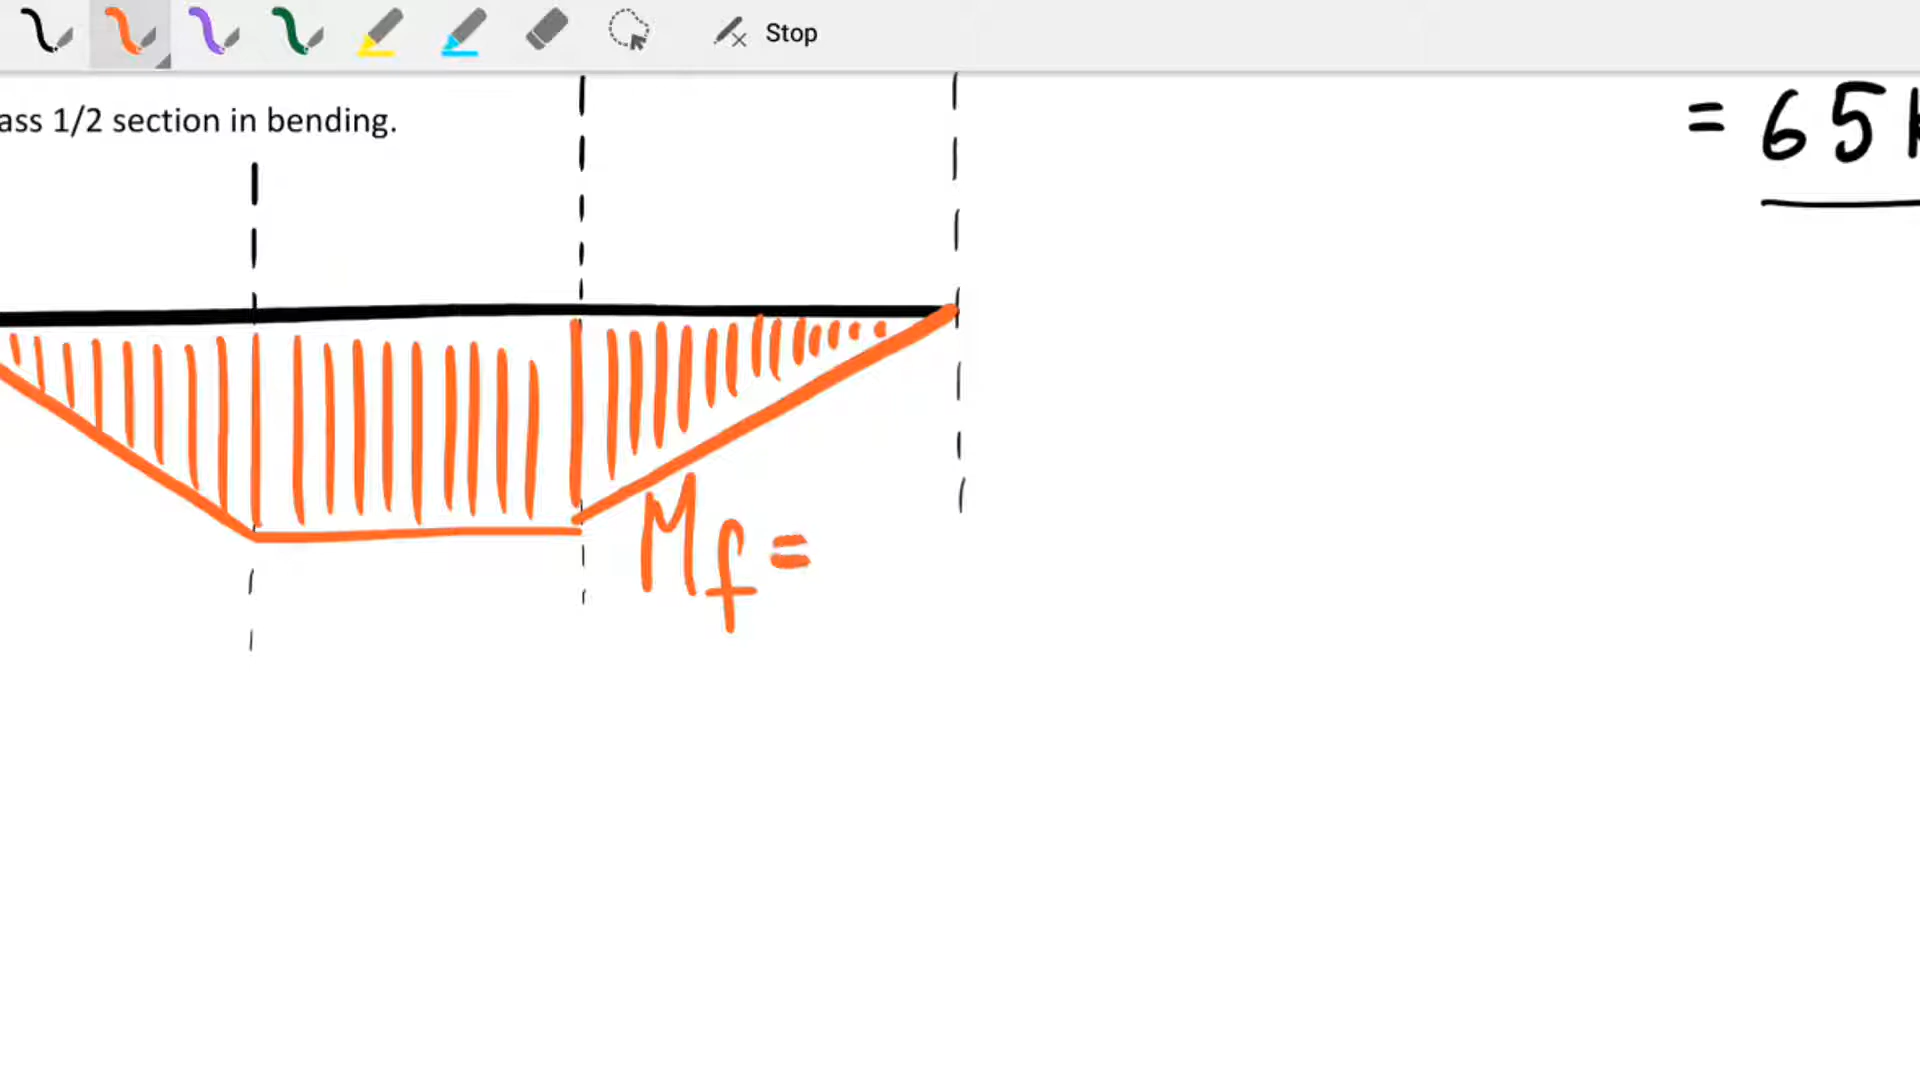 Stop
ass 1/2 section in bending.
= 65
Mf =